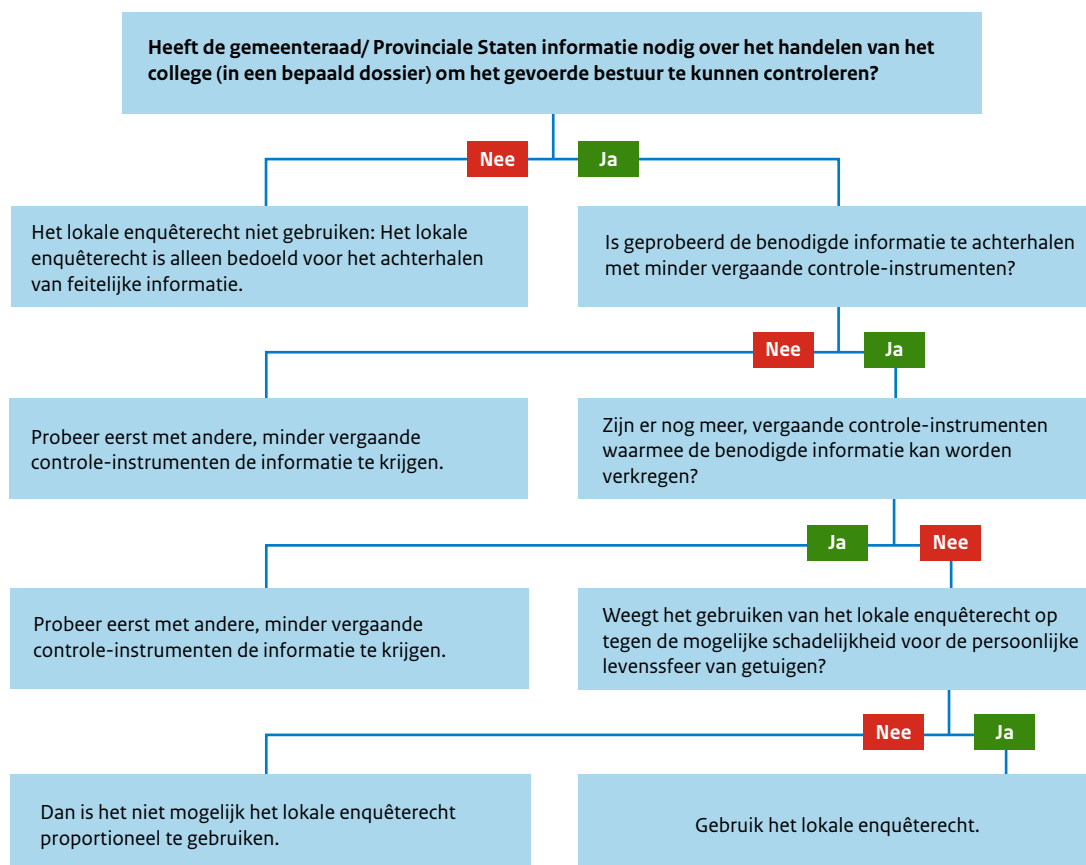 Heeft de gemeenteraad/ Provinciale Staten informatie nodig over het handelen van het
college (in een bepaald dossier) om het gevoerde bestuur te kunnen controleren?
Nee
Ja
Het lokale enquêterecht niet gebruiken: Het lokale
enquêterecht is alleen bedoeld voor het achterhalen
van feitelijke informatie.
Is geprobeerd de benodigde informatie te achterhalen
met minder vergaande controle-instrumenten?
Nee
Ja
Probeer eerst met andere, minder vergaande
controle-instrumenten de informatie te krijgen.
Zijn er nog meer, vergaande controle-instrumenten
waarmee de benodigde informatie kan worden
verkregen?
Ja
Nee
Probeer eerst met andere, minder vergaande
controle-instrumenten de informatie te krijgen.
Weegt het gebruiken van het lokale enquêterecht op
tegen de mogelijke schadelijkheid voor de persoonlijke
levenssfeer van getuigen?
Nee
Ja
Dan is het niet mogelijk het lokale enquêterecht
proportioneel te gebruiken.
Gebruik het lokale enquêterecht.